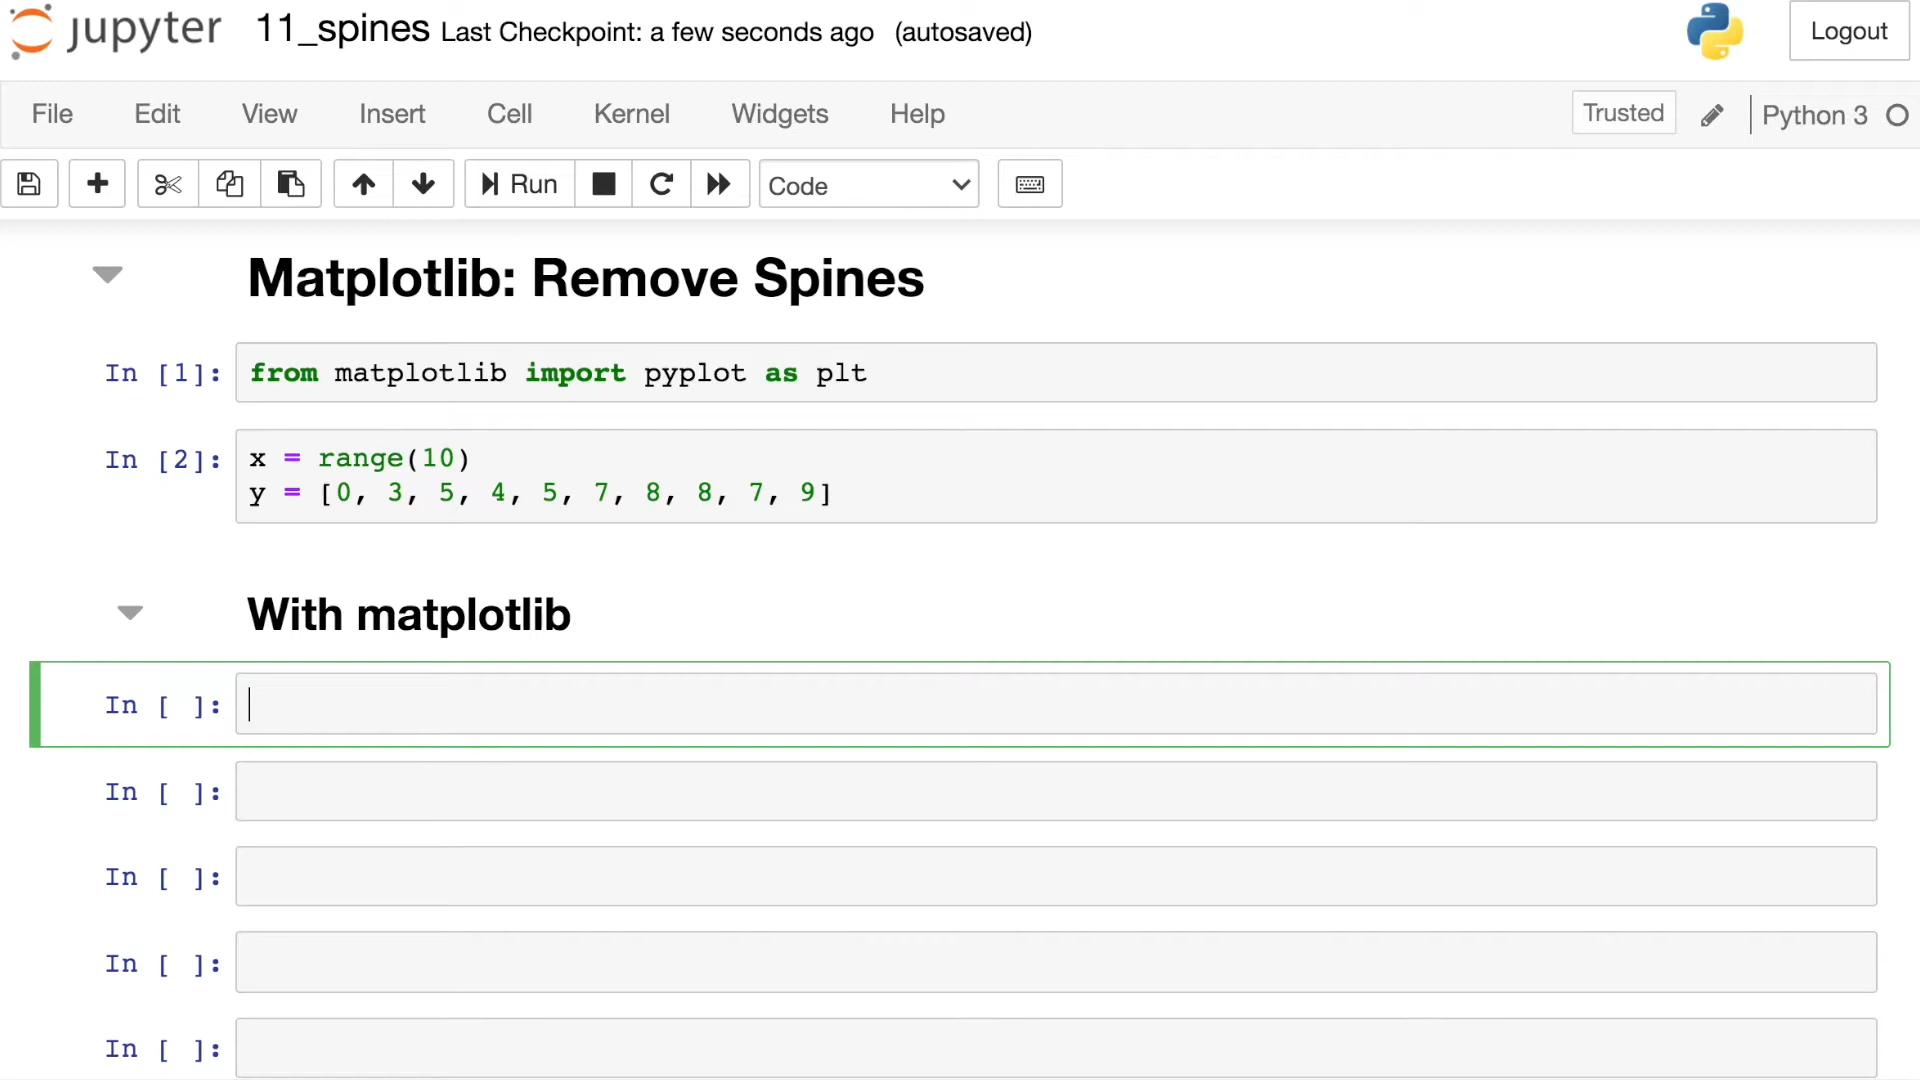 jupyter 11_spines Last Checkpoint: a few seconds ago (autosaved) Logout
File Edit View Insert Cell Kernel Widgets Help Trusted Python 3
Run Code
Matplotlib: Remove Spines
In [1]: from matplotlib import pyplot as plt
In [2]: x = range(10)
y = [0, 3, 5, 4, 5, 7, 8, 8, 7, 9]
With matplotlib
In [ ]:
In [ ]:
In [ ]:
In [ ]:
In [ ]: